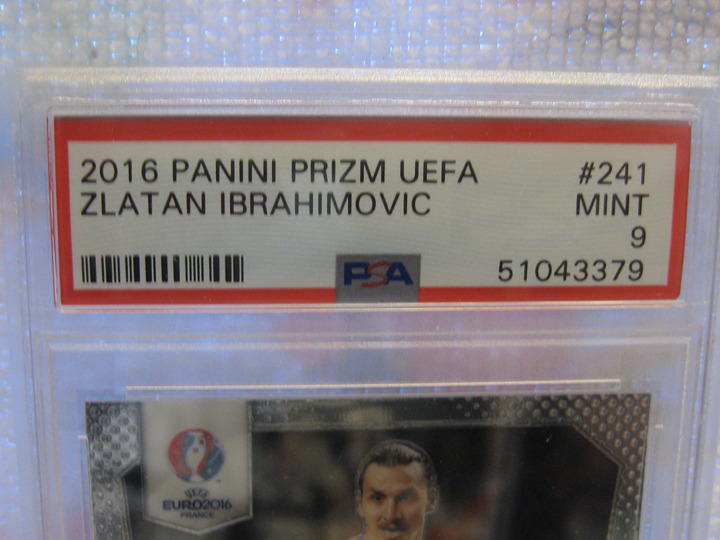 2016 PANINI PRIZM UEFA #241
ZLATAN IBRAHIMOVIC MINT
9
PSA 51043379
UEFA
EURO2016
FRANCE